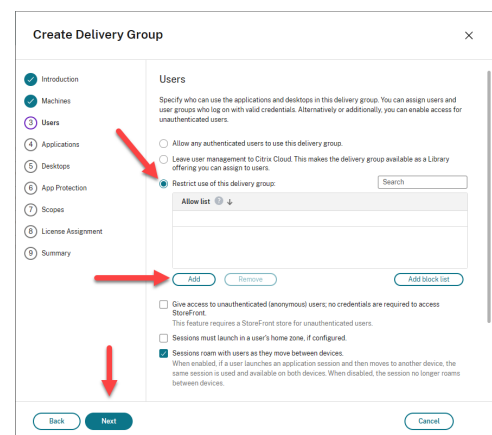 Create Delivery Group
Introduction
Machines
3 Users
4 Applications
5 Desktops
6 App Protection
7 Scopes
8 License Assignment
9 Summary
Users
Specify who can use the applications and desktops in this delivery group. You can assign users and
user groups who log on with valid credentials. Alternatively or additionally, you can enable access for
unauthenticated users.
Allow any authenticated users to use this delivery group.
Leave user management to Citrix Cloud. This makes the delivery group available as a Library
offering you can assign to users.
Restrict use of this delivery group:
Search
Allow list ? ↓
Add Remove Add block list
Give access to unauthenticated (anonymous) users; no credentials are required to access
StoreFront.
This feature requires a StoreFront store for unauthenticated users.
Sessions must launch in a user's home zone, if configured.
Sessions roam with users as they move between devices.
When enabled, if a user launches an application session and then moves to another device, the
same session is used and available on both devices. When disabled, the session no longer roams
between devices.
Back Next Cancel